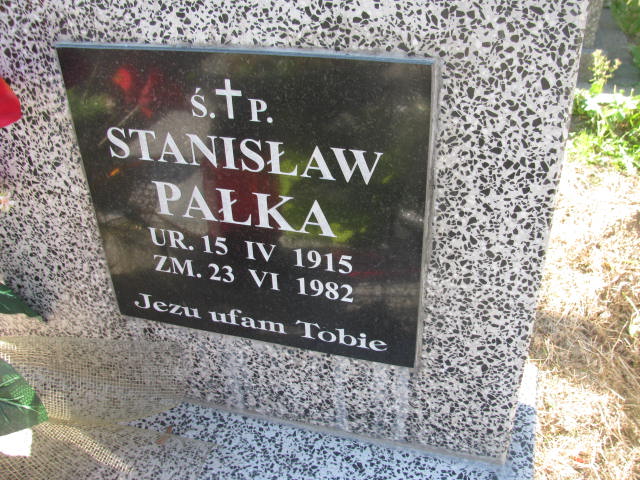 Ś.✝P.
STANISŁAW
PAŁKA
UR. 15 IV 1915
ZM. 23 VI 1982
Jezu ufam Tobie